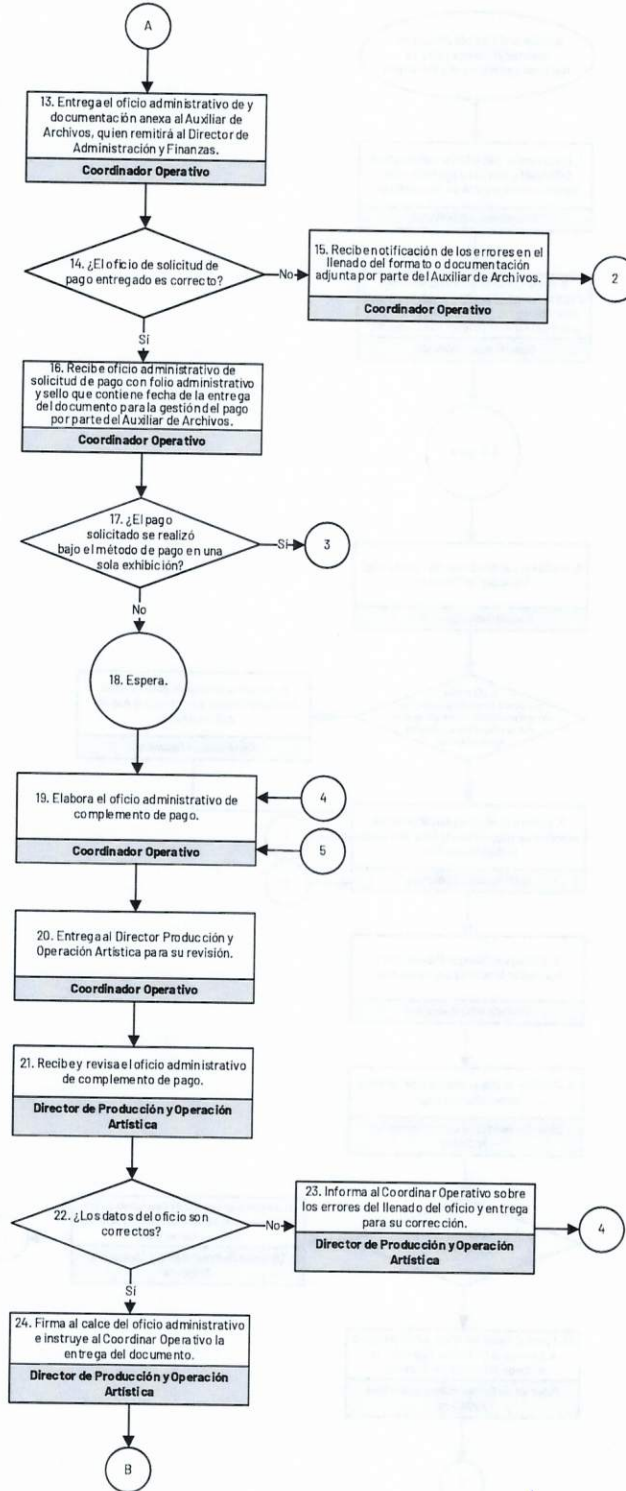 A
13. Entrega el oficio administrativo de y
documentación anexa al Auxiliar de
Archivos, quien remitirá al Director de
Administración y Finanzas.
Coordinador Operativo
14. ¿El oficio de solicitud de
pago entregado es correcto?
No
15. Recibe notificación de los errores en el
llenado del formato o documentación
adjunta por parte del Auxiliar de Archivos.
Coordinador Operativo
2
Sí
16. Recibe oficio administrativo de
solicitud de pago con folio administrativo
y sello que contiene fecha de la entrega
del documento para la gestión del pago
por parte del Auxiliar de Archivos.
Coordinador Operativo
17. ¿El pago
solicitado se realizó
bajo el método de pago en una
sola exhibición?
Sí
3
No
18. Espera.
19. Elabora el oficio administrativo de
complemento de pago.
Coordinador Operativo
4
5
20. Entrega al Director Producción y
Operación Artística para su revisión.
Coordinador Operativo
21. Recibe y revisa el oficio administrativo
de complemento de pago.
Director de Producción y Operación
Artística
22. ¿Los datos del oficio son
correctos?
No
23. Informa al Coordinar Operativo sobre
los errores del llenado del oficio y entrega
para su corrección.
Director de Producción y Operación
Artística
4
Sí
24. Firma al calce del oficio administrativo
e instruye al Coordinar Operativo la
entrega del documento.
Director de Producción y Operación
Artística
B